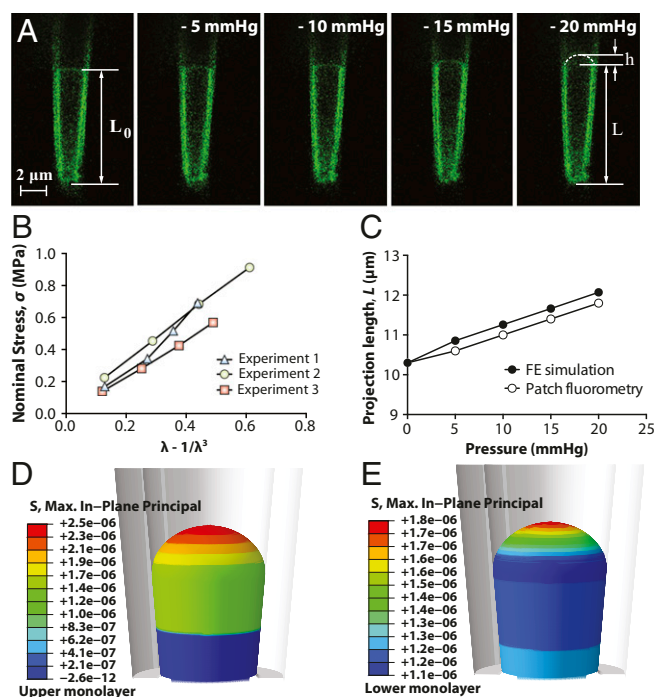 A
- 5 mmHg
- 10 mmHg
- 15 mmHg
- 20 mmHg
L0
2 μm
h
L
B
Nominal Stress, σ (MPa)
1.0
0.8
0.6
0.4
0.2
0.0
0.0 0.2 0.4 0.6 0.8
λ - 1/λ³
Experiment 1
Experiment 2
Experiment 3
C
Projection length, L (μm)
13
12
11
10
9
0 5 10 15 20 25
Pressure (mmHg)
FE simulation
Patch fluorometry
D
S, Max. In-Plane Principal
+2.5e-06
+2.3e-06
+2.1e-06
+1.9e-06
+1.7e-06
+1.4e-06
+1.2e-06
+1.0e-06
+8.3e-07
+6.2e-07
+4.1e-07
+2.1e-07
-2.6e-12
Upper monolayer
E
S, Max. In-Plane Principal
+1.8e-06
+1.7e-06
+1.7e-06
+1.6e-06
+1.6e-06
+1.5e-06
+1.4e-06
+1.4e-06
+1.3e-06
+1.3e-06
+1.2e-06
+1.2e-06
+1.1e-06
Lower monolayer